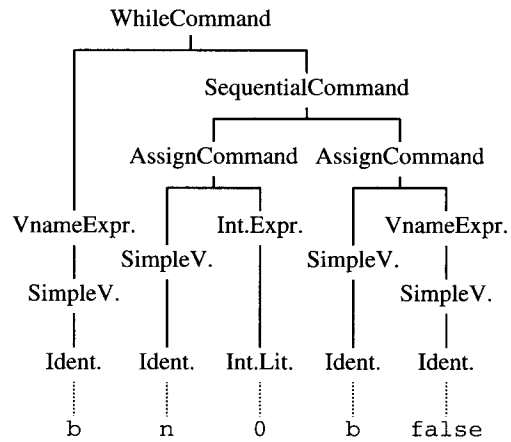 WhileCommand
SequentialCommand
AssignCommand AssignCommand
VnameExpr. Int.Expr. VnameExpr.
SimpleV. SimpleV.
SimpleV. SimpleV.
Ident. Ident. Int.Lit. Ident. Ident.
b n 0 b false